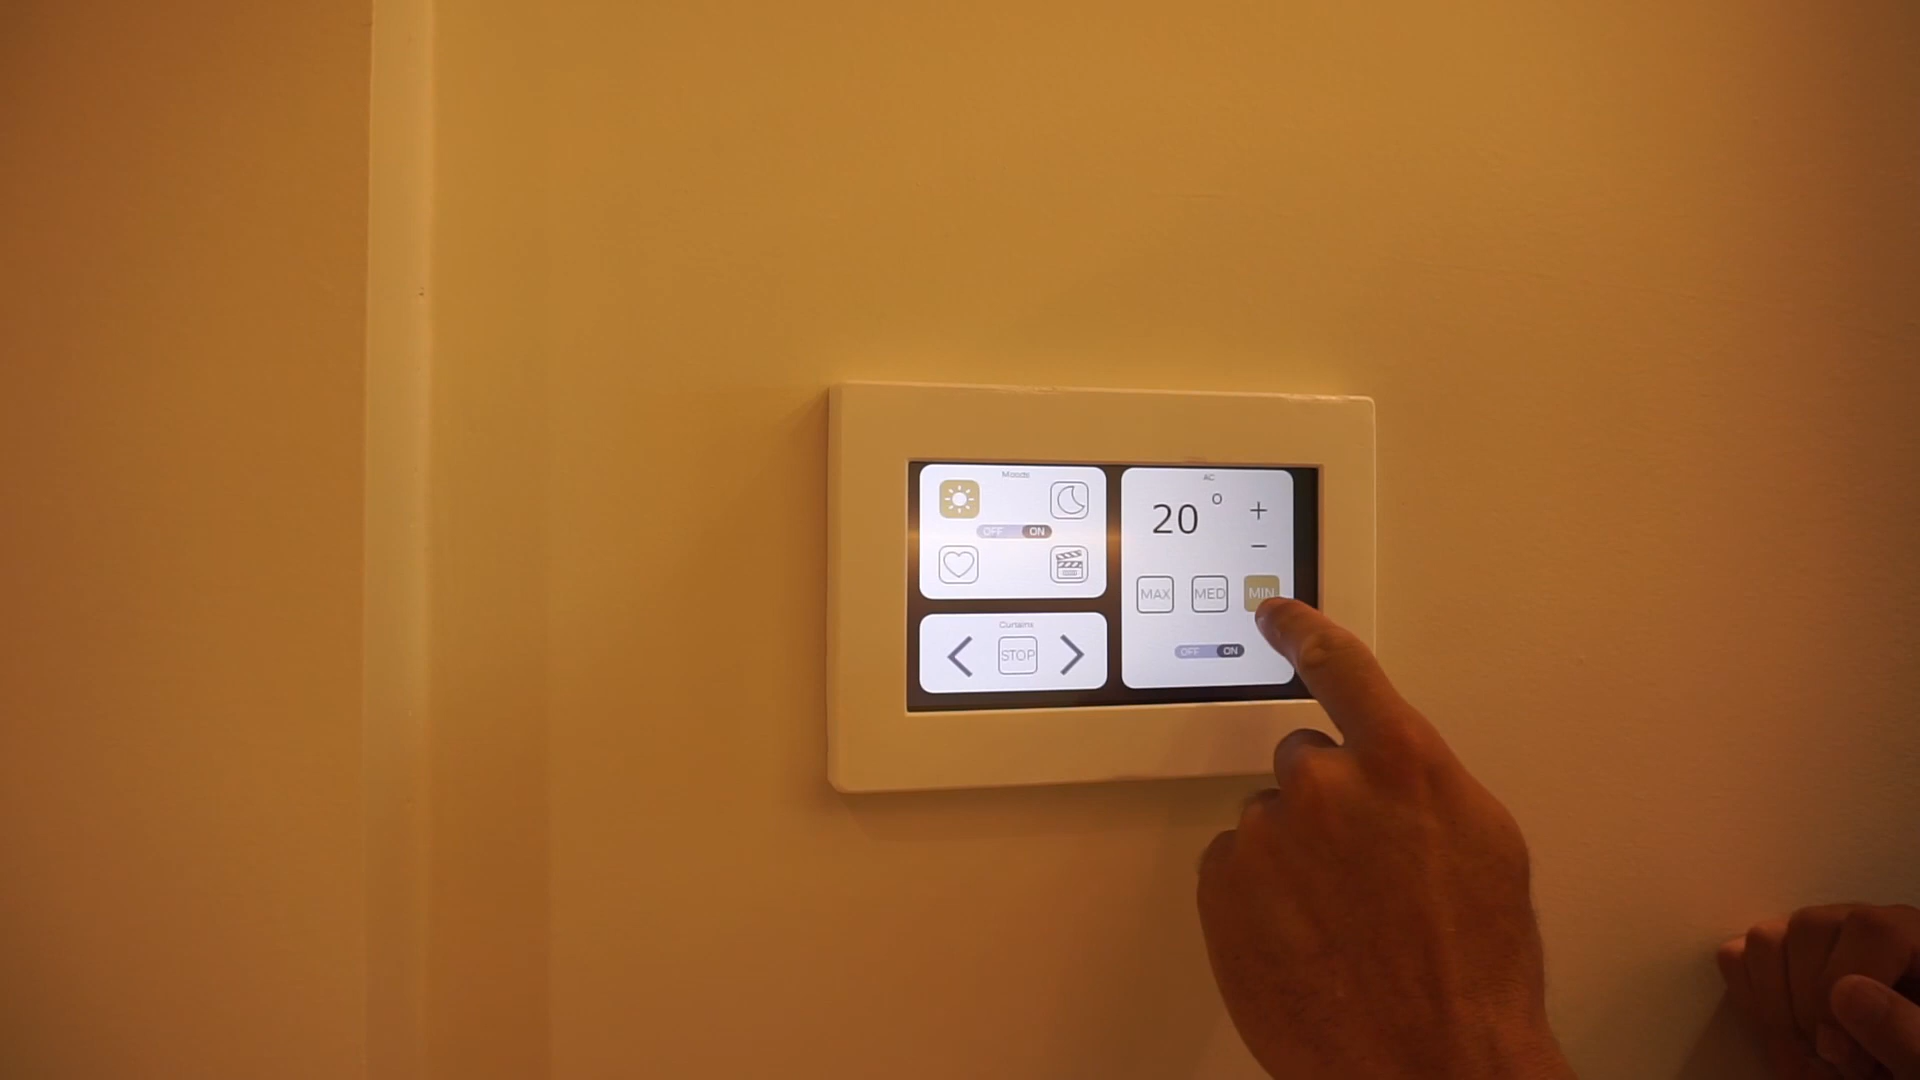 Moods
OFF ON
Curtains
STOP
AC
20°
+
−
MAX MED MIN
OFF ON